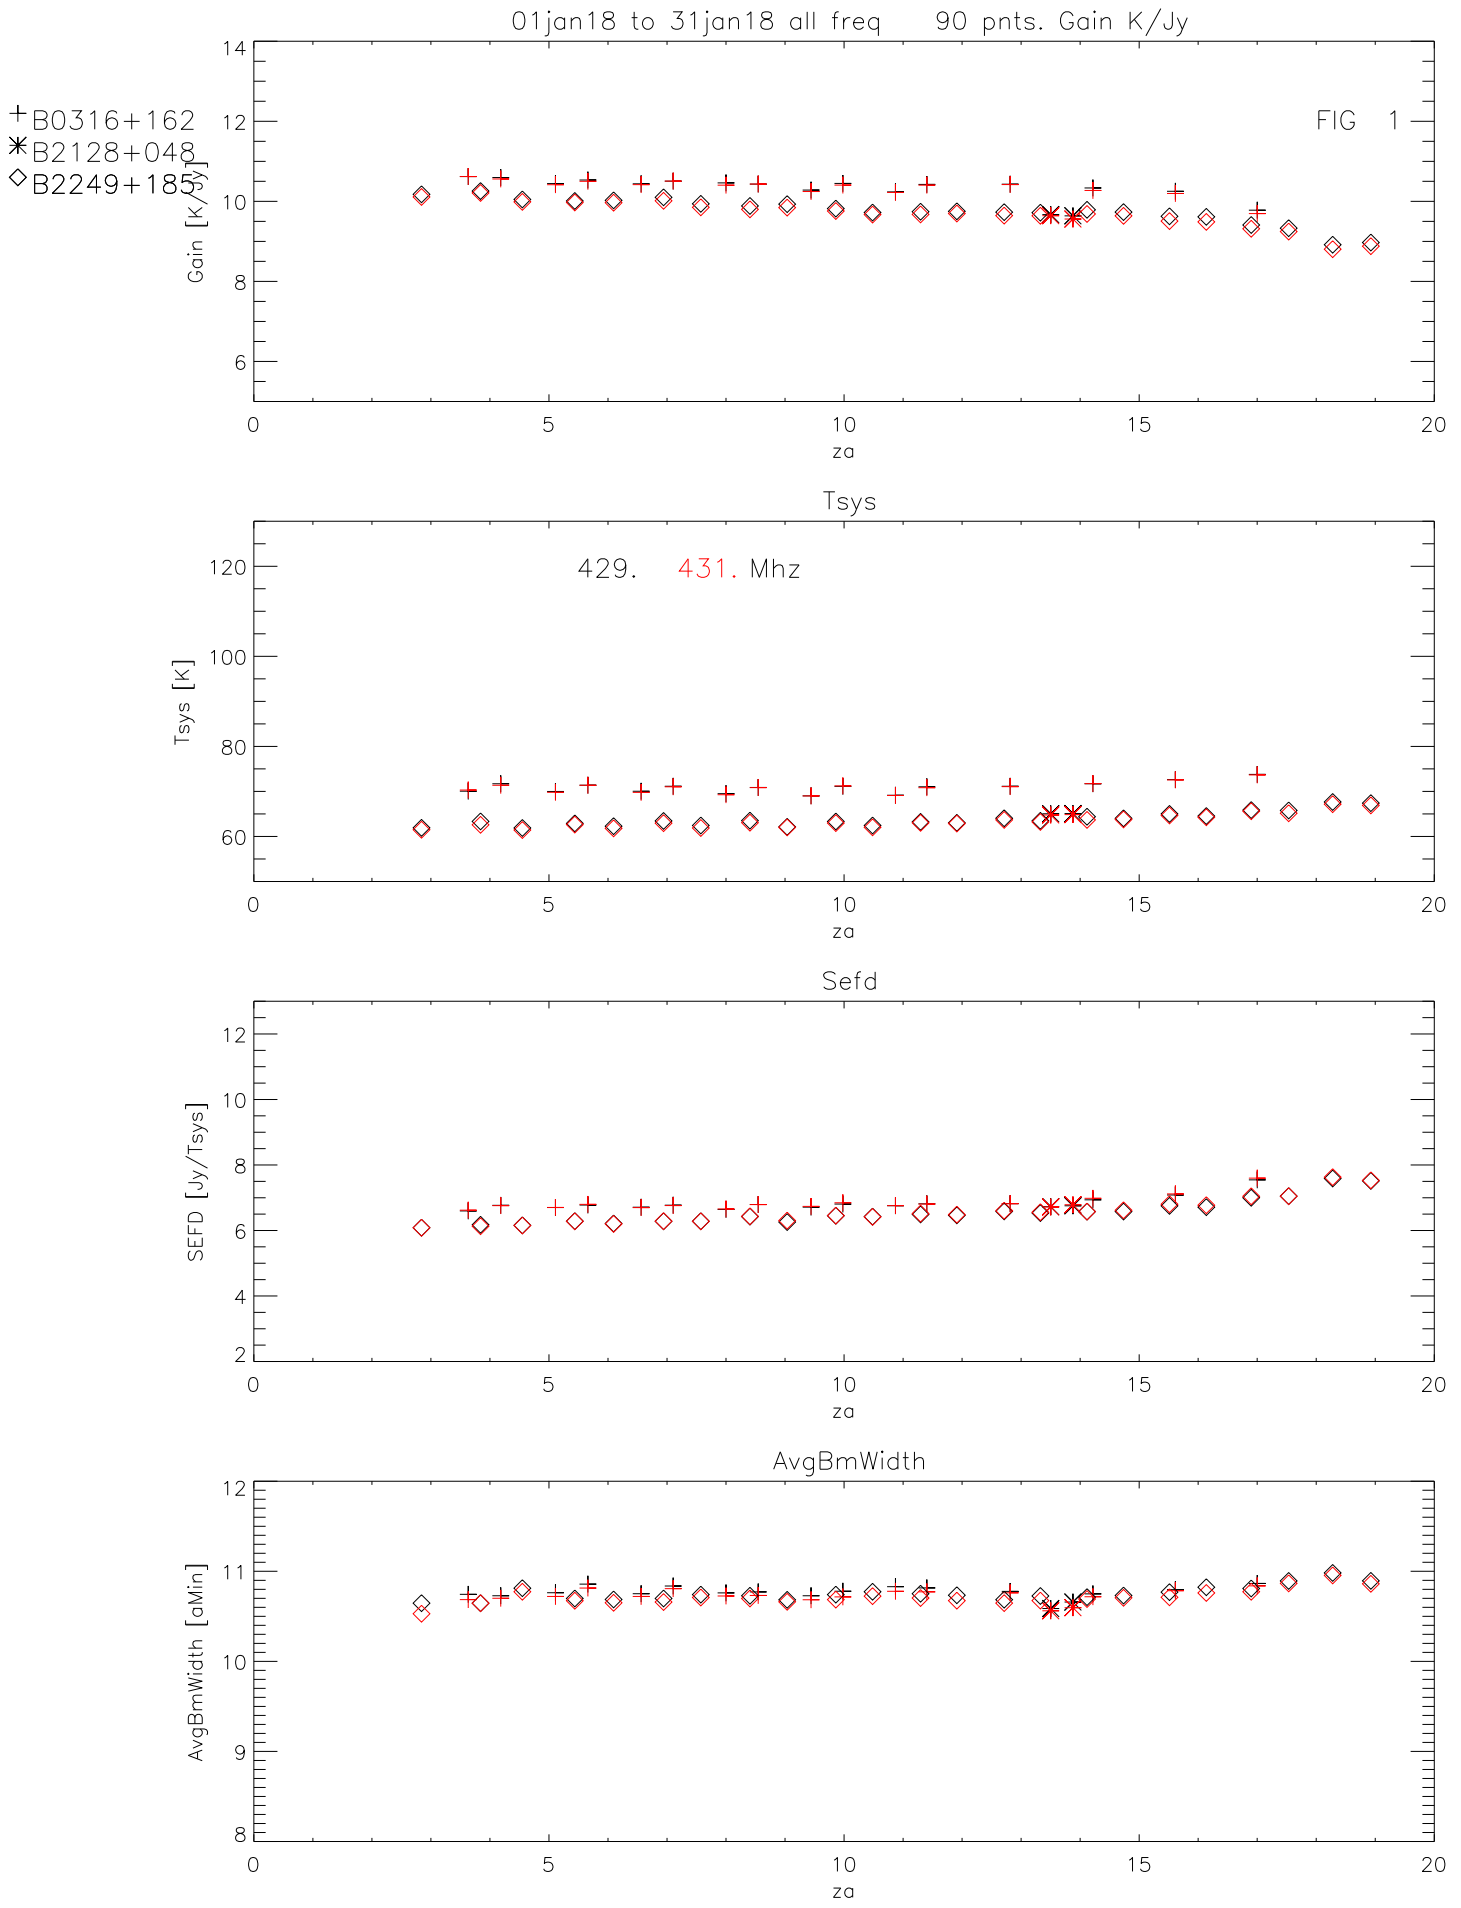 01jan18 to 31jan18 all freq 90 pnts. Gain K/Jy
B0316+162
B2128+048
B2249+185
FIG 1
Gain [K/Jy]
14
12
10
8
6
0 5 10 15 20
za
Tsys
429. 431. Mhz
Tsys [K]
120
100
80
60
0 5 10 15 20
za
Sefd
SEFD [Jy/Tsys]
12
10
8
6
4
2
0 5 10 15 20
za
AvgBmWidth
AvgBmWidth [aMin]
12
11
10
9
8
0 5 10 15 20
za